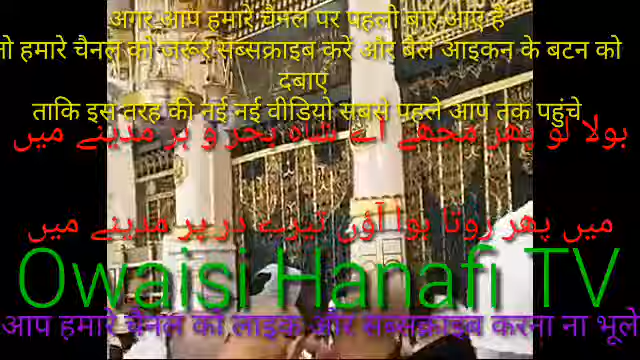 अगर आप हमारे चैनल पर पहली बार आए हैं
तो हमारे चैनल को जरूर सब्सक्राइब करें और बैल आइकन के बटन को
दबाएं
ताकि इस तरह की नई नई वीडियो सबसे पहले आप तक पहुंचे
بولا لو پھر مجھے اے شاہ بحر و بر مدینے میں
میں پھر روتا ہوا آؤں تیرے در پر مدینے میں
Owaisi Hanafi TV
आप हमारे चैनल को लाइक और सब्सक्राइब करना ना भूले